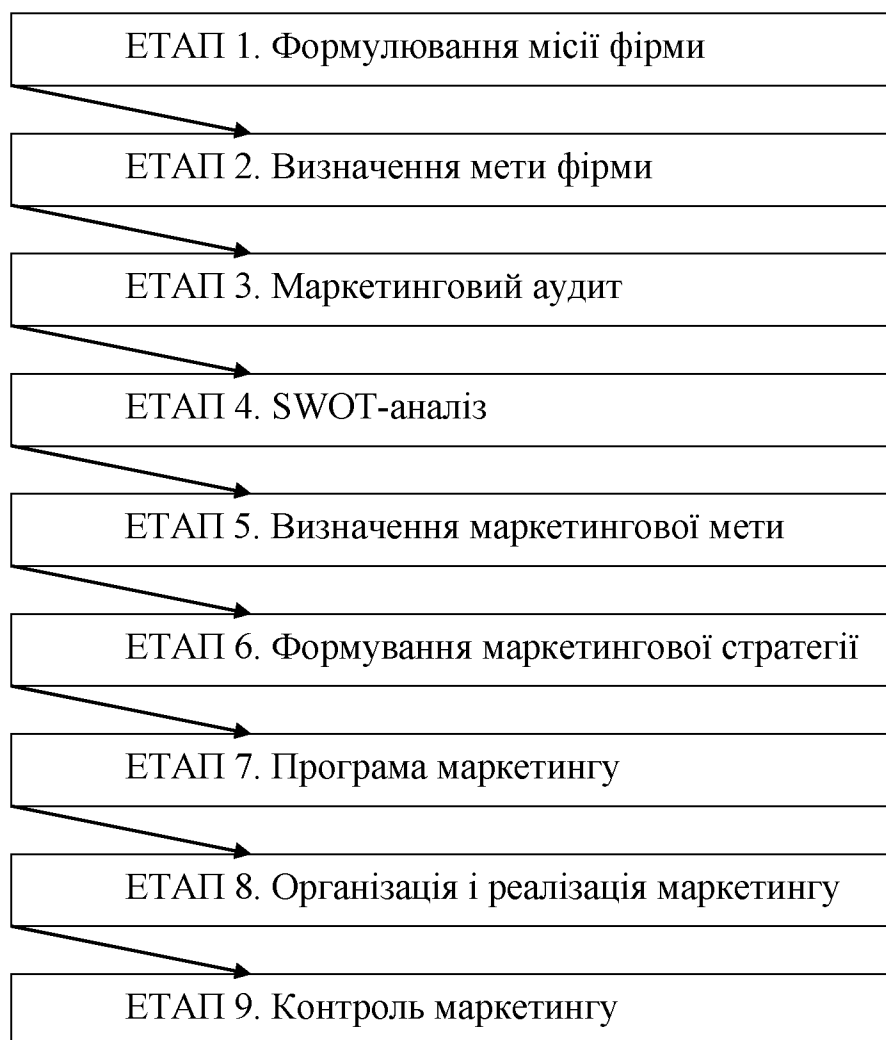 ЕТАП 1. Формулювання місії фірми
ЕТАП 2. Визначення мети фірми
ЕТАП 3. Маркетинговий аудит
ЕТАП 4. SWOT-аналіз
ЕТАП 5. Визначення маркетингової мети
ЕТАП 6. Формування маркетингової стратегії
ЕТАП 7. Програма маркетингу
ЕТАП 8. Організація і реалізація маркетингу
ЕТАП 9. Контроль маркетингу